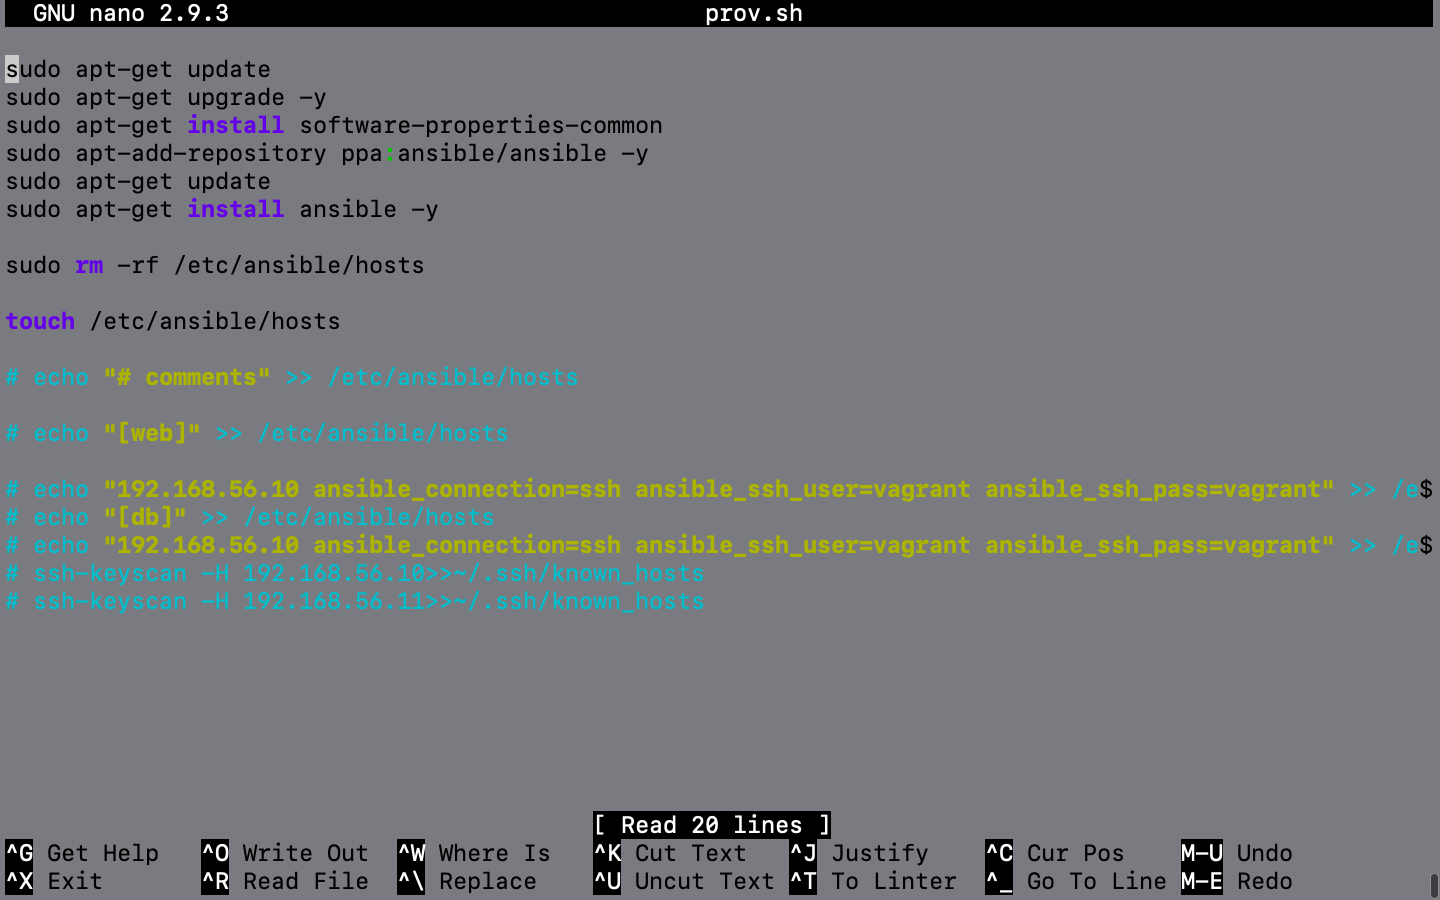 GNU nano 2.9.3 prov.sh
sudo apt-get update
sudo apt-get upgrade -y
sudo apt-get install software-properties-common
sudo apt-add-repository ppa:ansible/ansible -y
sudo apt-get update
sudo apt-get install ansible -y
sudo rm -rf /etc/ansible/hosts
touch /etc/ansible/hosts
# echo "# comments" >> /etc/ansible/hosts
# echo "[web]" >> /etc/ansible/hosts
# echo "192.168.56.10 ansible_connection=ssh ansible_ssh_user=vagrant ansible_ssh_pass=vagrant" >> /e$
# echo "[db]" >> /etc/ansible/hosts
# echo "192.168.56.10 ansible_connection=ssh ansible_ssh_user=vagrant ansible_ssh_pass=vagrant" >> /e$
# ssh-keyscan -H 192.168.56.10>>~/.ssh/known_hosts
# ssh-keyscan -H 192.168.56.11>>~/.ssh/known_hosts
[ Read 20 lines ]
^G Get Help ^O Write Out ^W Where Is ^K Cut Text ^J Justify ^C Cur Pos M-U Undo
^X Exit ^R Read File ^\ Replace ^U Uncut Text ^T To Linter ^_ Go To Line M-E Redo